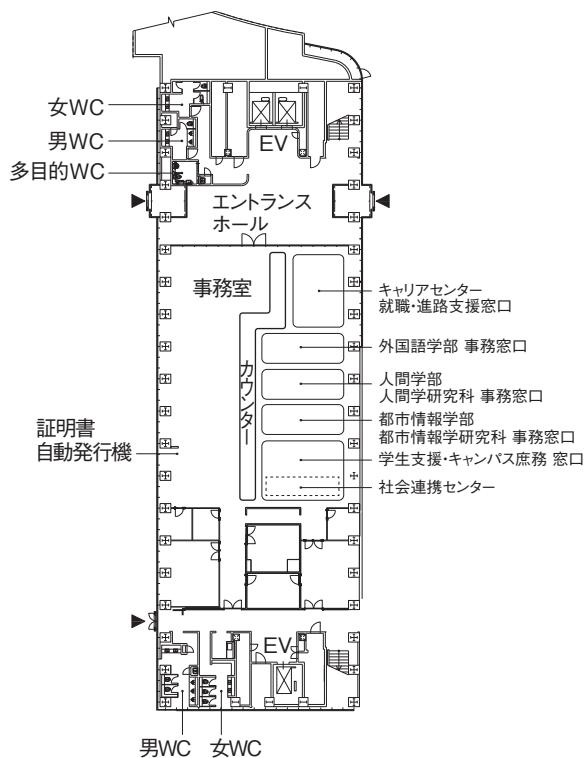 女WC
男WC
多目的WC
EV
エントランス
ホール
事務室
カウンター
キャリアセンター
就職・進路支援窓口
外国語学部 事務窓口
人間学部
人間学研究科 事務窓口
都市情報学部
都市情報学研究科 事務窓口
学生支援・キャンパス庶務 窓口
社会連携センター
証明書
自動発行機
EV
男WC
女WC